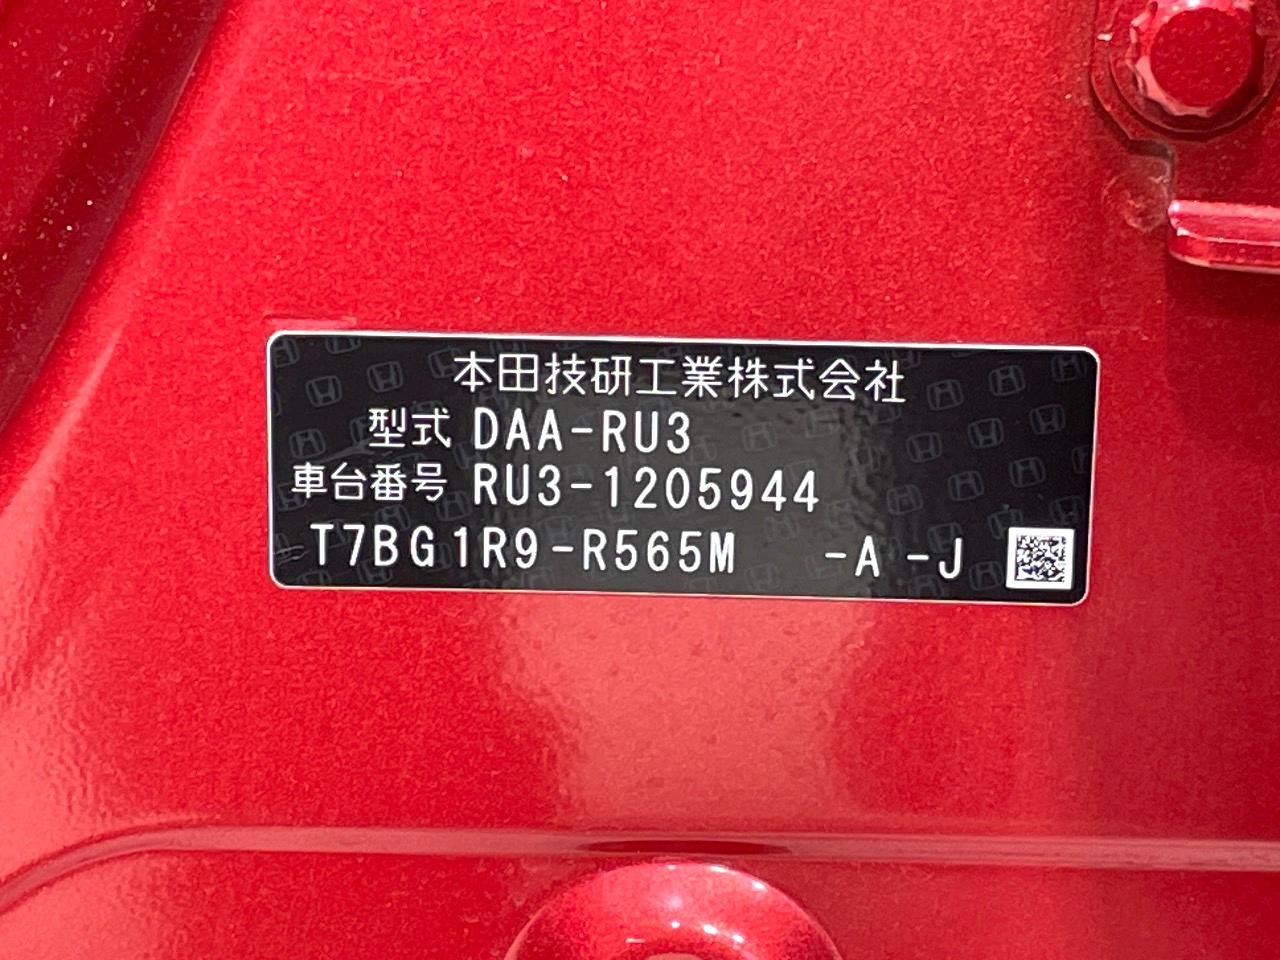 本田技研工業株式会社
型式 DAA-RU3
車台番号 RU3-1205944
T7BG1R9-R565M -A -J